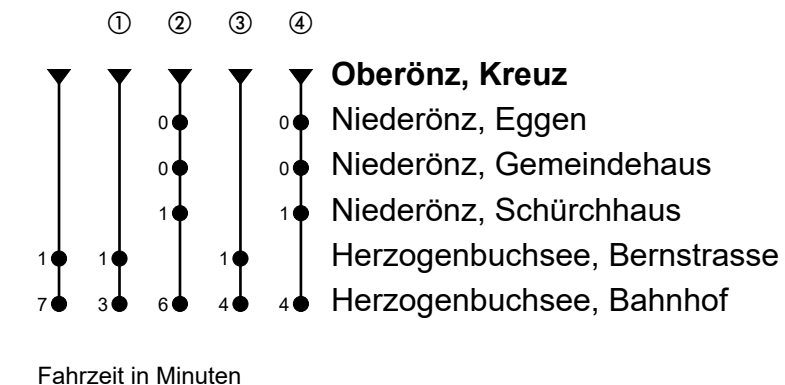 ① ② ③ ④
Oberönz, Kreuz
0 0 Niederönz, Eggen
0 0 Niederönz, Gemeindehaus
1 1 Niederönz, Schürchhaus
1 1 1 Herzogenbuchsee, Bernstrasse
7 3 6 4 4 Herzogenbuchsee, Bahnhof
Fahrzeit in Minuten